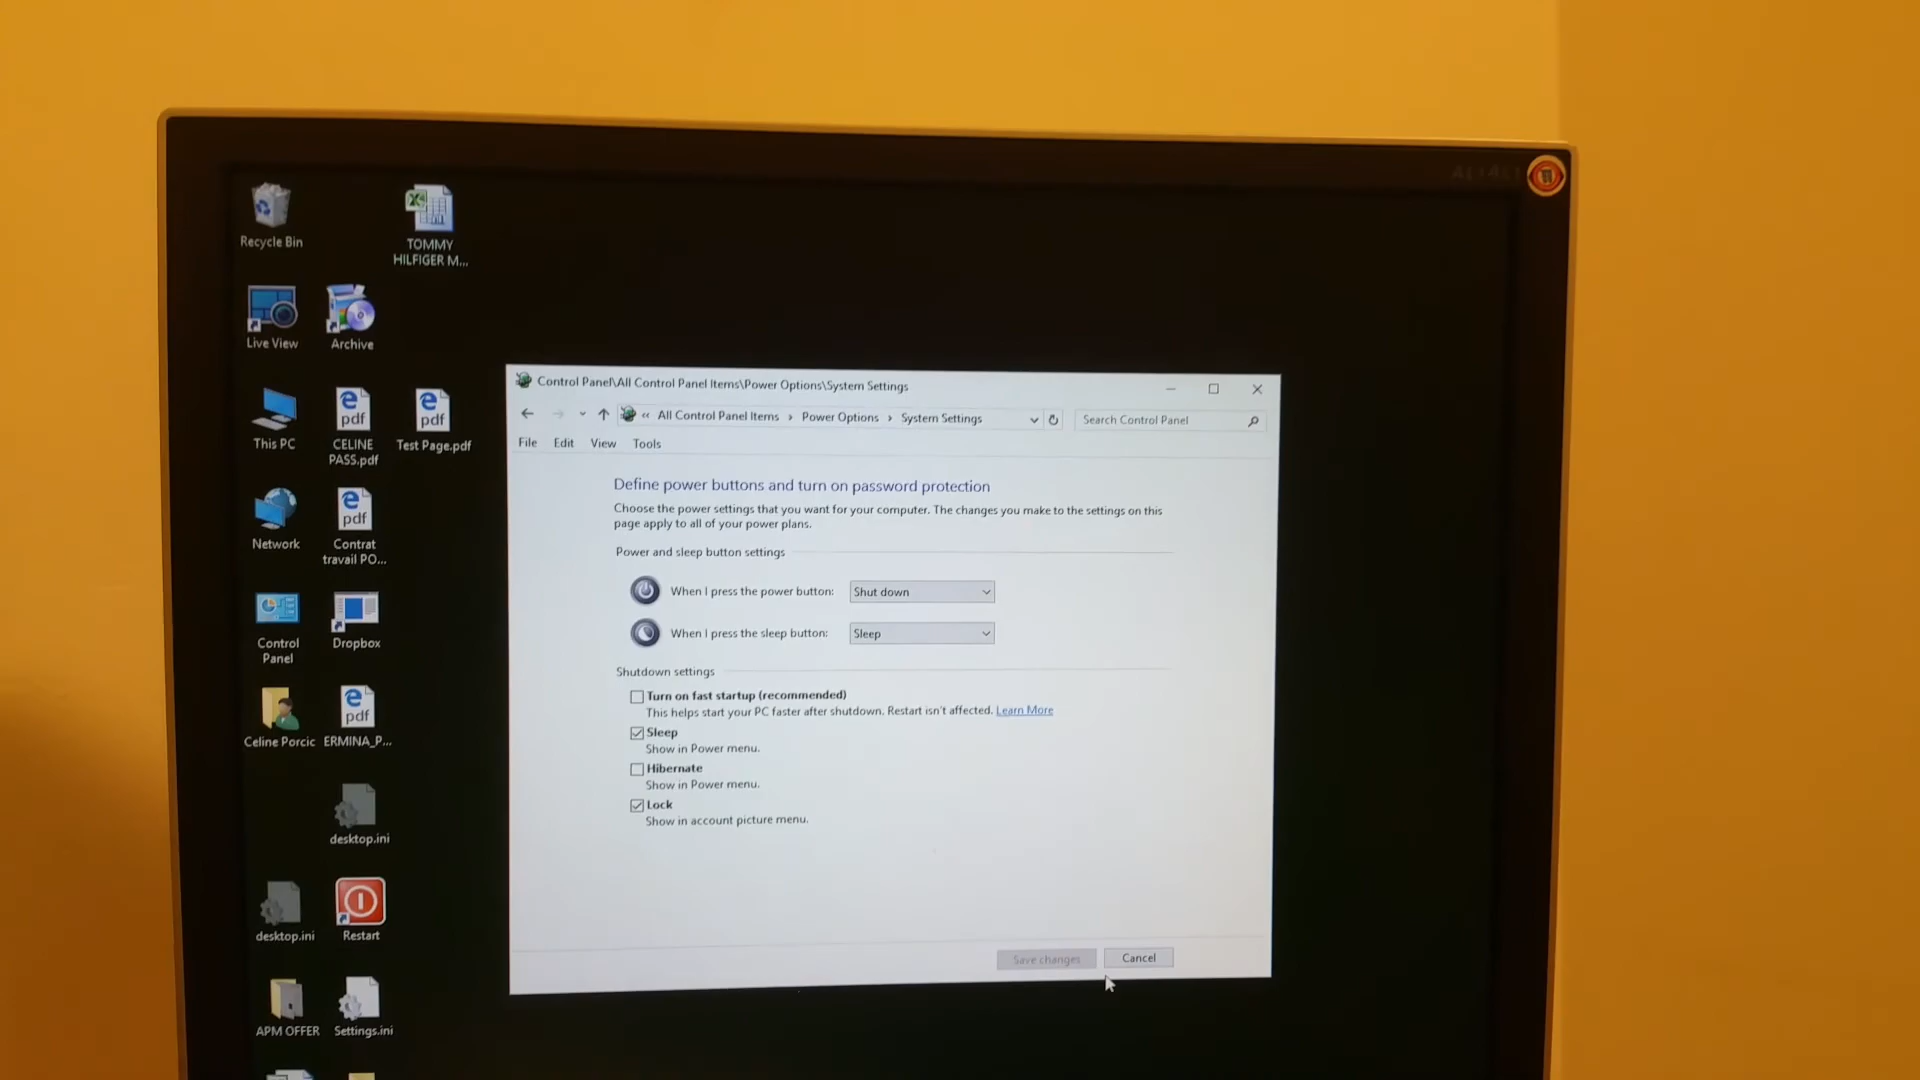 Recycle Bin
TOMMY
HILFIGER M...
Live View
Archive
This PC
CELINE
PASS.pdf
Test Page.pdf
Network
Contrat
travail PO...
Control
Panel
Dropbox
Celine Porcic
ERMINA_P...
desktop.ini
desktop.ini
Restart
APM OFFER
Settings.ini
pdf
pdf
pdf
pdf
Control Panel\All Control Panel Items\Power Options\System Settings
« All Control Panel Items › Power Options › System Settings
Search Control Panel
File Edit View Tools
Define power buttons and turn on password protection
Choose the power settings that you want for your computer. The changes you make to the settings on this
page apply to all of your power plans.
Power and sleep button settings
When I press the power button: Shut down
When I press the sleep button: Sleep
Shutdown settings
Turn on fast startup (recommended)
This helps start your PC faster after shutdown. Restart isn't affected. Learn More
Sleep
Show in Power menu.
Hibernate
Show in Power menu.
Lock
Show in account picture menu.
Save changes Cancel